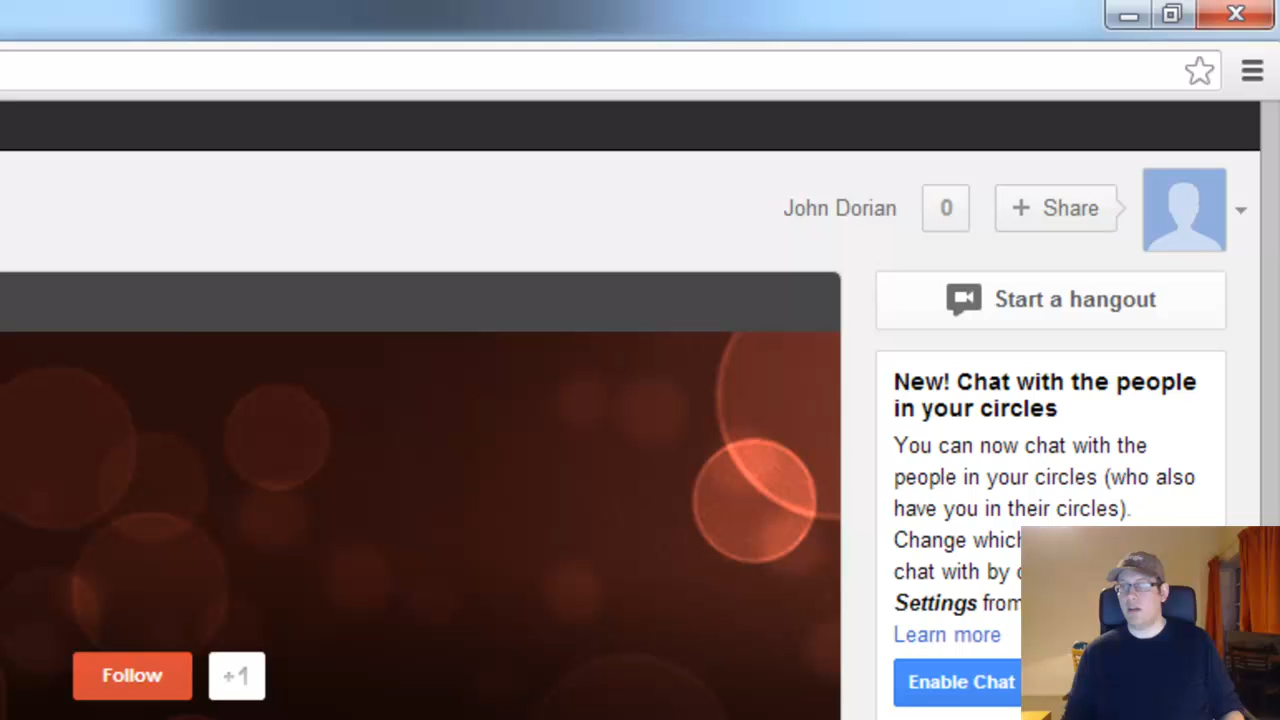 John Dorian 0 + Share
Start a hangout
New! Chat with the people
in your circles
You can now chat with the
people in your circles (who also
have you in their circles).
Change which
chat with by
Settings from
Learn more
Enable Chat
Follow +1